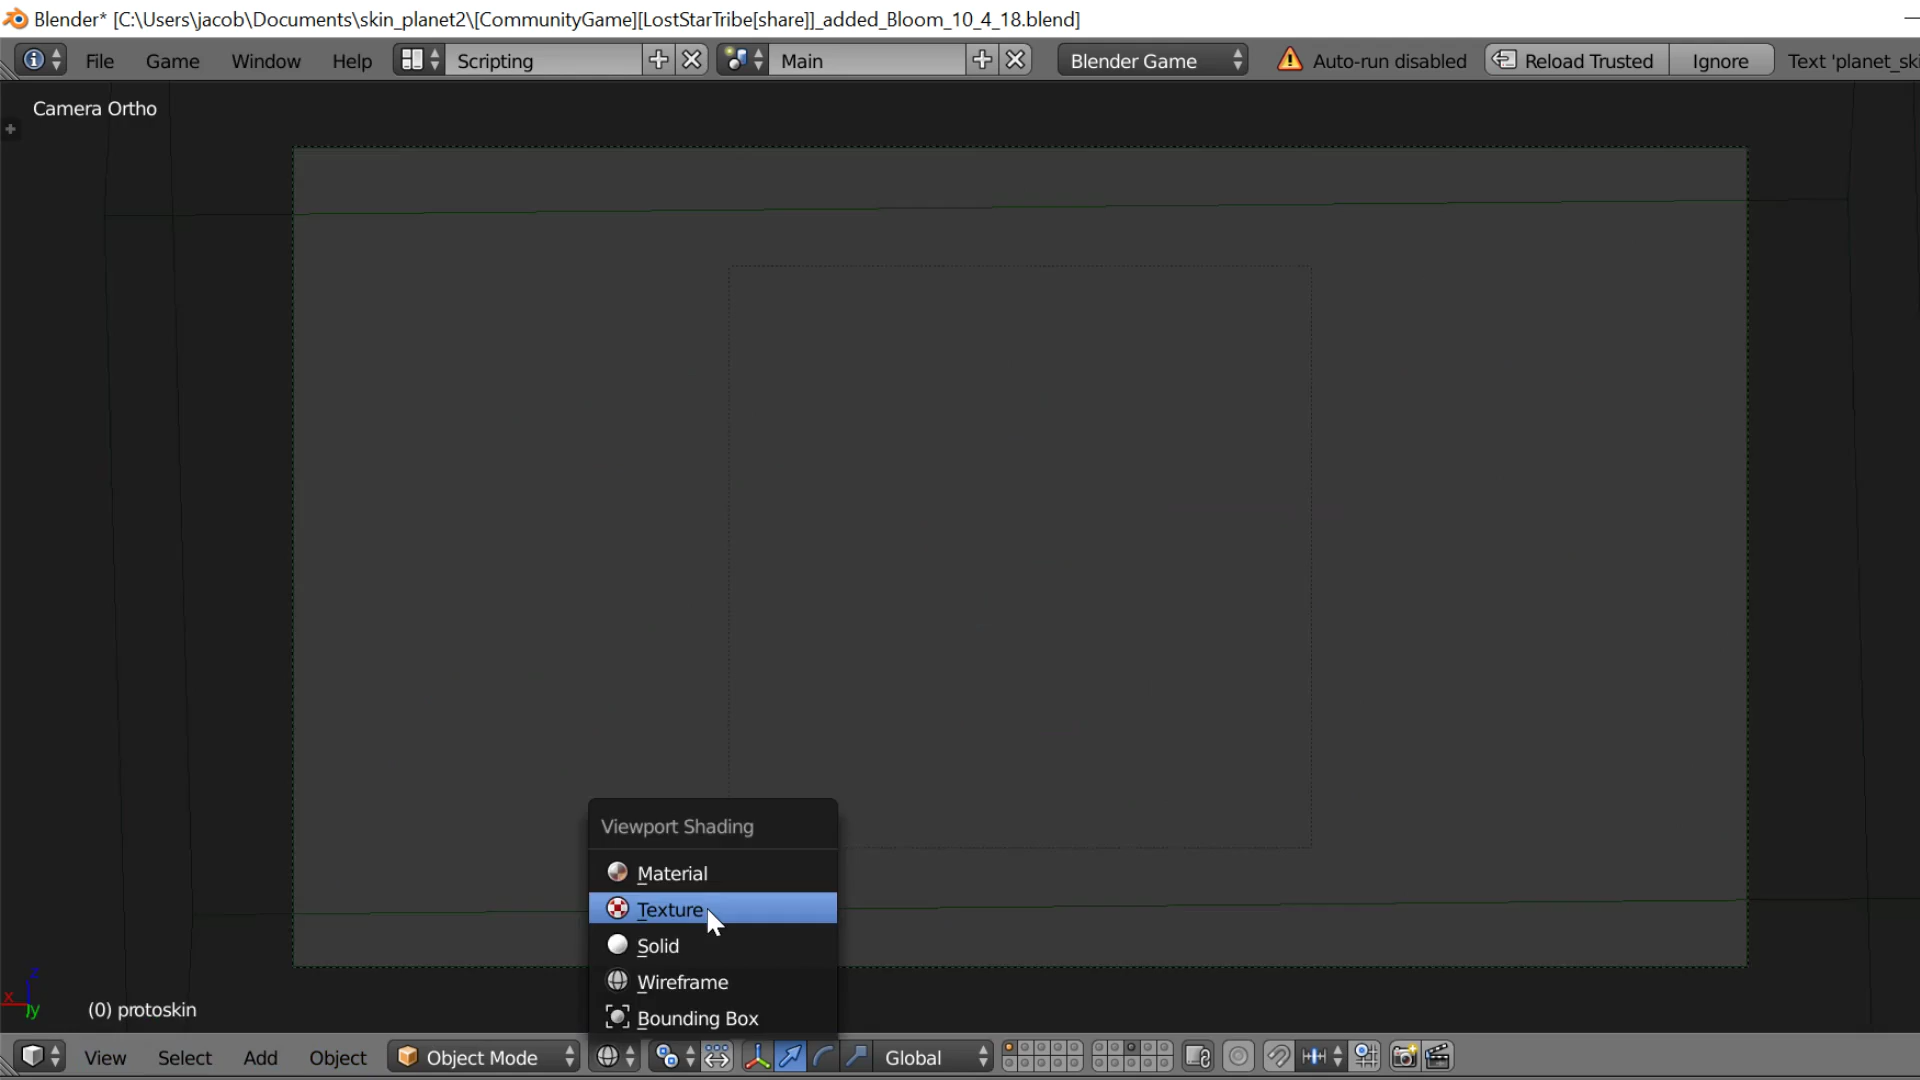 Blender* [C:\Users\jacob\Documents\skin_planet2\[CommunityGame][LostStarTribe[share]]_added_Bloom_10_4_18.blend]
File Game Window Help Scripting Main Blender Game Auto-run disabled Reload Trusted Ignore Text 'planet_ski
Camera Ortho
Viewport Shading
Material
Texture
Solid
Wireframe
Bounding Box
z
x
y
(0) protoskin
View Select Add Object Object Mode Global